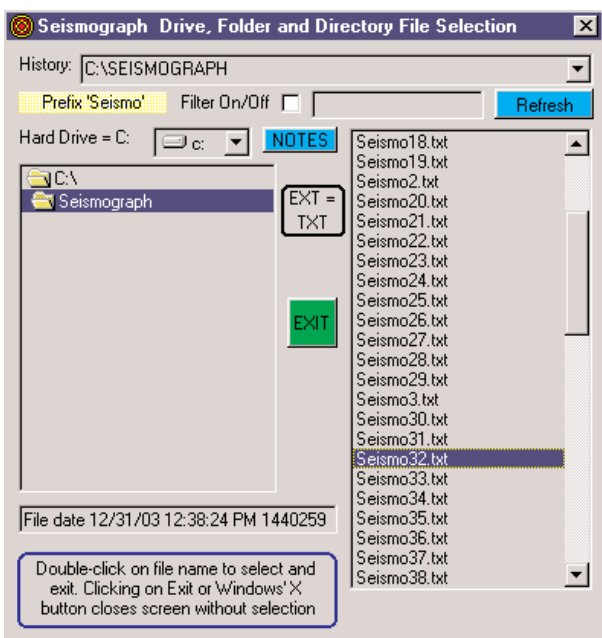 Seismograph Drive, Folder and Directory File Selection
History: C:\SEISMOGRAPH
Prefix 'Seismo' Filter On/Off Refresh
Hard Drive = C: c: NOTES
C:\
Seismograph
EXT =
TXT
EXIT
Seismo18.txt
Seismo19.txt
Seismo2.txt
Seismo20.txt
Seismo21.txt
Seismo22.txt
Seismo23.txt
Seismo24.txt
Seismo25.txt
Seismo26.txt
Seismo27.txt
Seismo28.txt
Seismo29.txt
Seismo3.txt
Seismo30.txt
Seismo31.txt
Seismo32.txt
Seismo33.txt
Seismo34.txt
Seismo35.txt
Seismo36.txt
Seismo37.txt
Seismo38.txt
File date 12/31/03 12:38:24 PM 1440259
Double-click on file name to select and
exit. Clicking on Exit or Windows' X
button closes screen without selection